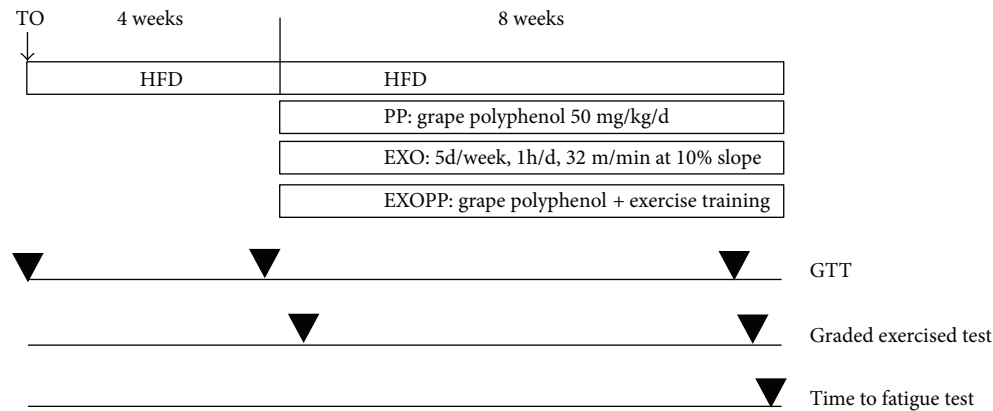 TO 4 weeks 8 weeks
HFD HFD
PP: grape polyphenol 50 mg/kg/d
EXO: 5d/week, 1h/d, 32 m/min at 10% slope
EXOPP: grape polyphenol + exercise training
GTT
Graded exercised test
Time to fatigue test